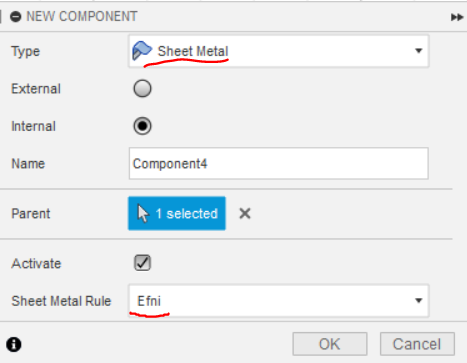 NEW COMPONENT
Type Sheet Metal
External
Internal
Name Component4
Parent 1 selected
Activate
Sheet Metal Rule Efni
OK Cancel